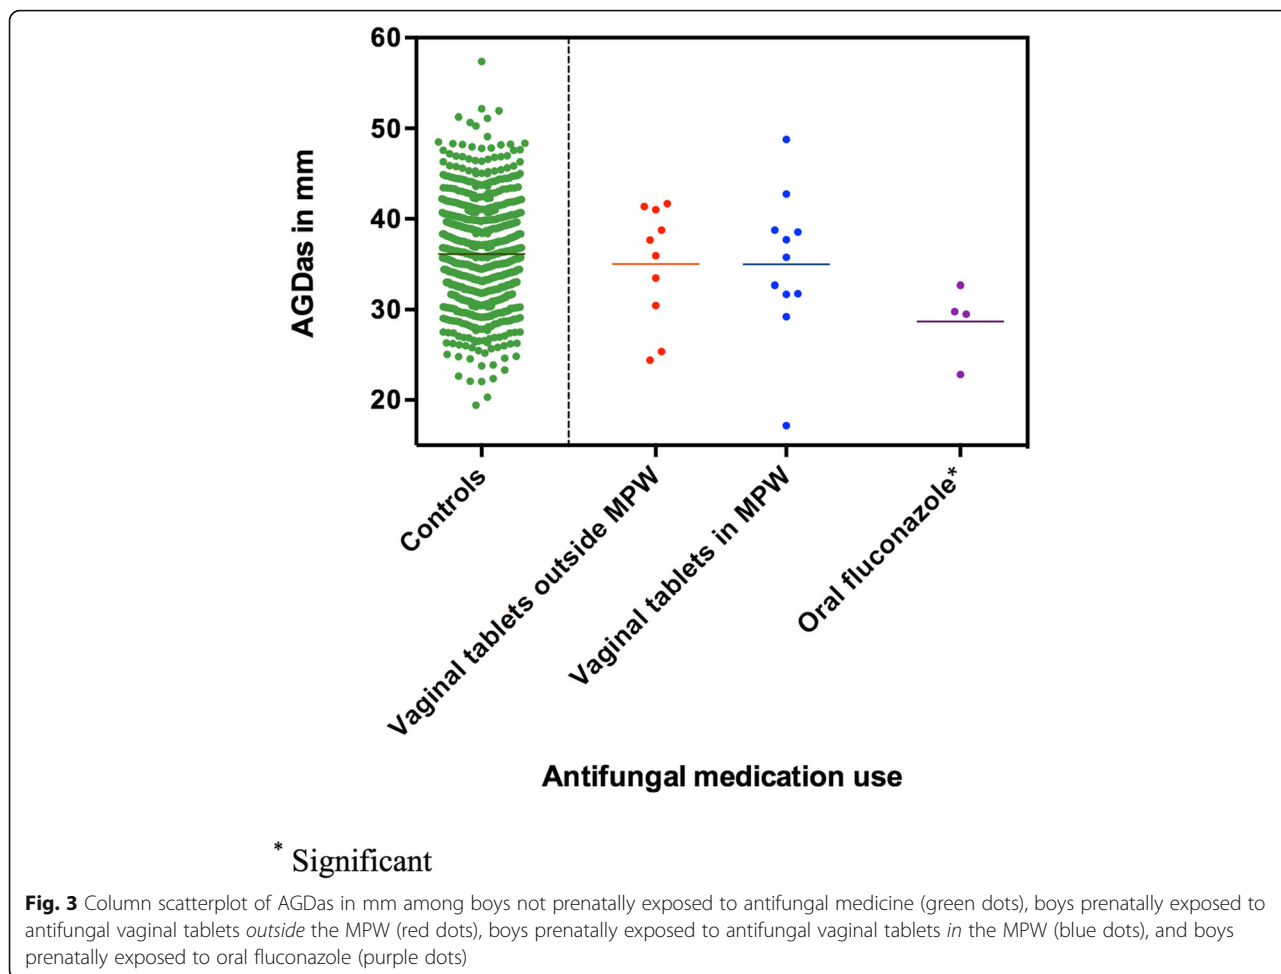 60
50
40
30
20
AGDas in mm
Controls
Vaginal tablets outside MPW
Vaginal tablets in MPW
Oral fluconazole*
Antifungal medication use
* Significant
Fig. 3 Column scatterplot of AGDas in mm among boys not prenatally exposed to antifungal medicine (green dots), boys prenatally exposed to
antifungal vaginal tablets outside the MPW (red dots), boys prenatally exposed to antifungal vaginal tablets in the MPW (blue dots), and boys
prenatally exposed to oral fluconazole (purple dots)